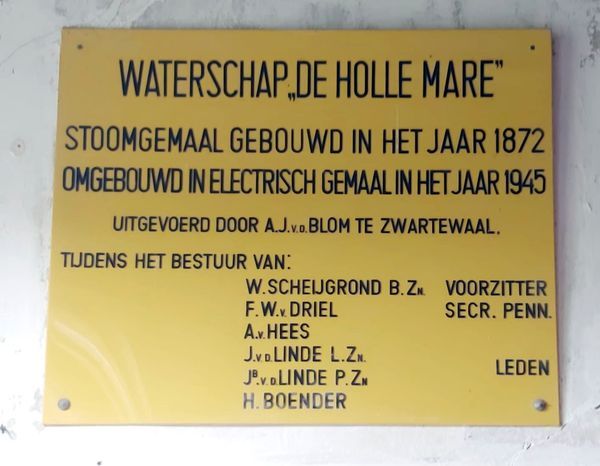 WATERSCHAP „DE HOLLE MARE"
STOOMGEMAAL GEBOUWD IN HET JAAR 1872
OMGEBOUWD IN ELECTRISCH GEMAAL IN HET JAAR 1945
UITGEVOERD DOOR A.J.v.D.BLOM TE ZWARTEWAAL.
TIJDENS HET BESTUUR VAN:
W. SCHEIJGROND B.ZN. VOORZITTER
F.W.v. DRIEL SECR. PENN.
A.v.HEES
J.v.D.LINDE L.ZN.
LEDEN
JB.v.D.LINDE P.ZN
H. BOENDER